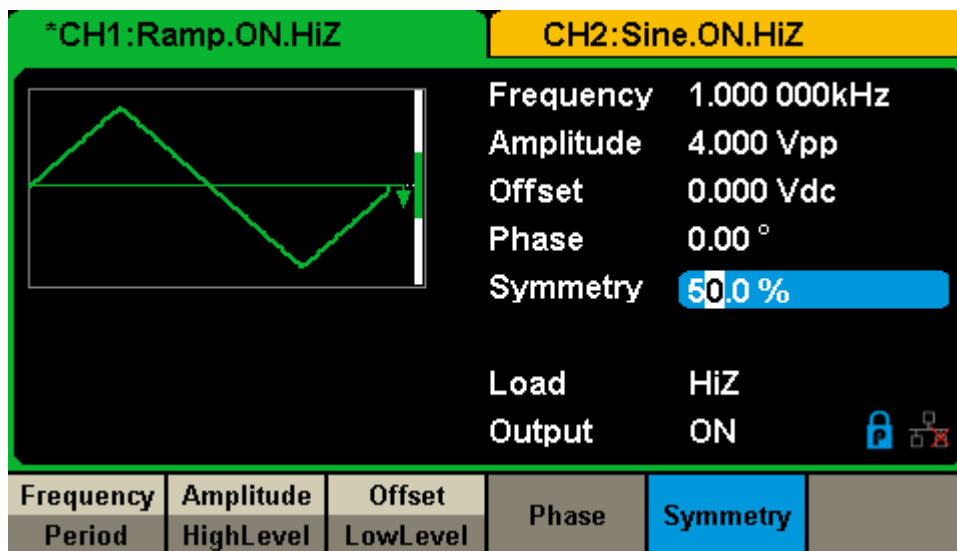 *CH1:Ramp.ON.HiZ CH2:Sine.ON.HiZ
Frequency 1.000 000kHz
Amplitude 4.000 Vpp
Offset 0.000 Vdc
Phase 0.00 °
Symmetry 50.0 %
Load HiZ
Output ON P
Frequency Amplitude Offset Phase Symmetry
Period HighLevel LowLevel